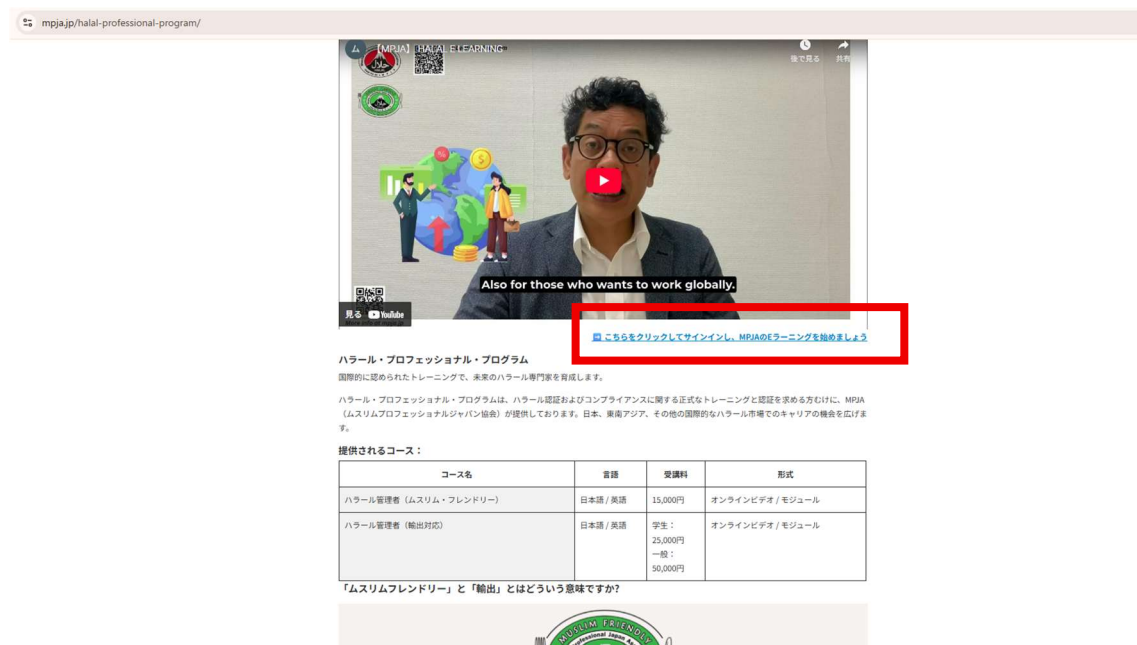 mpja.jp/halal-professional-program/
ム 【MPJA】 HALAL E LEARNING"
後で見る 共有
%
$
Also for those who wants to work globally.
見る YouTube
➡ こちらをクリックしてサインインし、MPJAのEラーニングを始めましょう
ハラール・プロフェッショナル・プログラム
国際的に認められたトレーニングで、未来のハラール専門家を育成します。
ハラール・プロフェッショナル・プログラムは、ハラール認証およびコンプライアンスに関する正式なトレーニングと認証を求める方むけに、MPJA
（ムスリムプロフェッショナルジャパン協会）が提供しております。日本、東南アジア、その他の国際的なハラール市場でのキャリアの機会を広げま
す。
提供されるコース：
コース名 言語 受講料 形式
ハラール管理者（ムスリム・フレンドリー） 日本語 / 英語 15,000円 オンラインビデオ / モジュール
ハラール管理者（輸出対応） 日本語 / 英語 学生： オンラインビデオ / モジュール
25,000円
一般：
50,000円
「ムスリムフレンドリー」と「輸出」とはどういう意味ですか?
MUSLIM FRIENDLY
Professional Japan